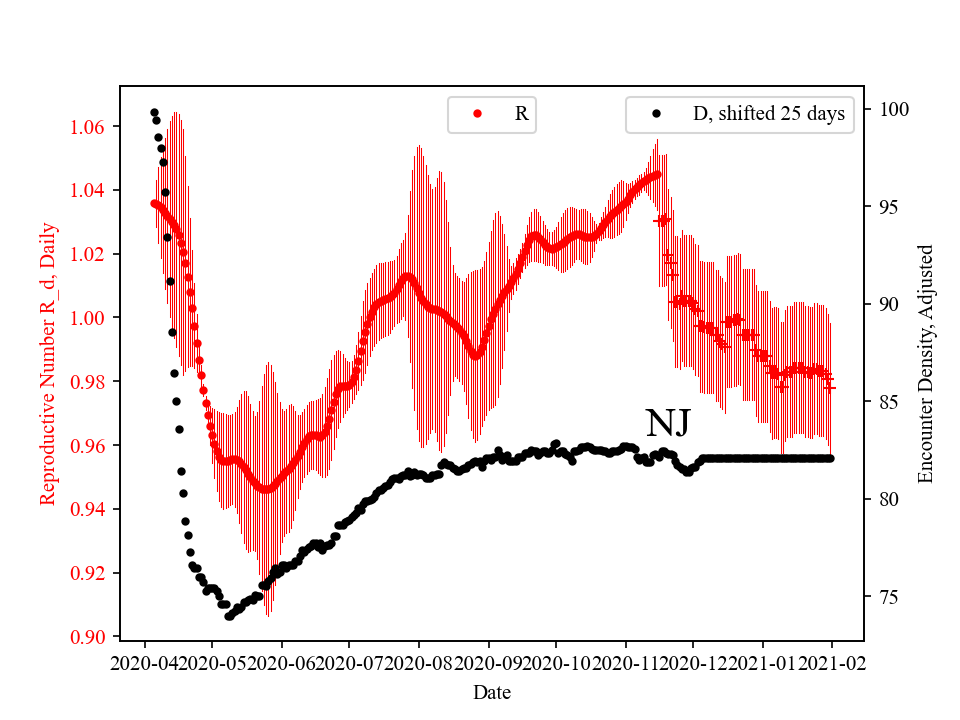 R
D, shifted 25 days
1.06
1.04
1.02
1.00
0.98
0.96
0.94
0.92
0.90
Reproductive Number R_d, Daily
100
95
90
85
80
75
Encounter Density, Adjusted
NJ
2020-04 2020-05 2020-06 2020-07 2020-08 2020-09 2020-10 2020-11 2020-12 2021-01 2021-02
Date